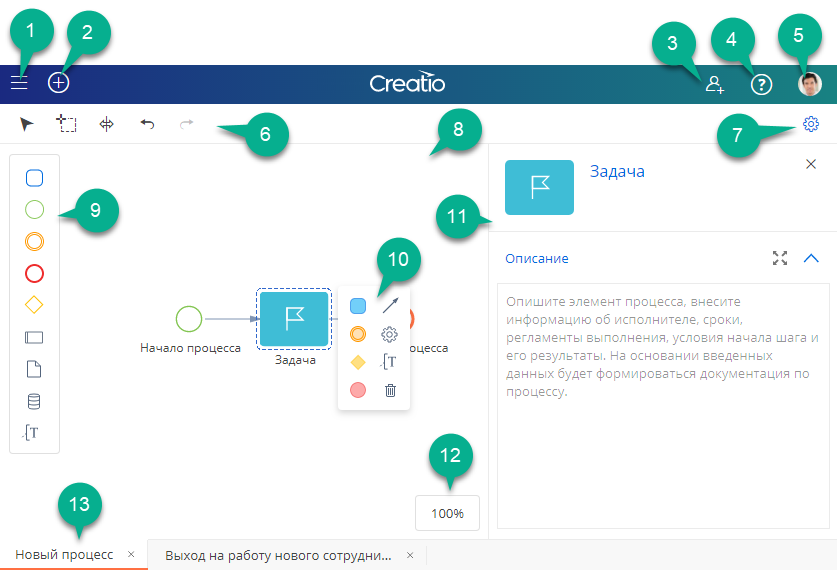 1
2
3
4
5
Creatio
6
7
8
9
10
11
12
13
Задача
Описание
Опишите элемент процесса, внесите
информацию об исполнителе, сроки,
регламенты выполнения, условия начала шага и
его результаты. На основании введенных
данных будет формироваться документация по
процессу.
Начало процесса
Задача
оцесса
T
T
100%
Новый процесс
Выход на работу нового сотрудни...